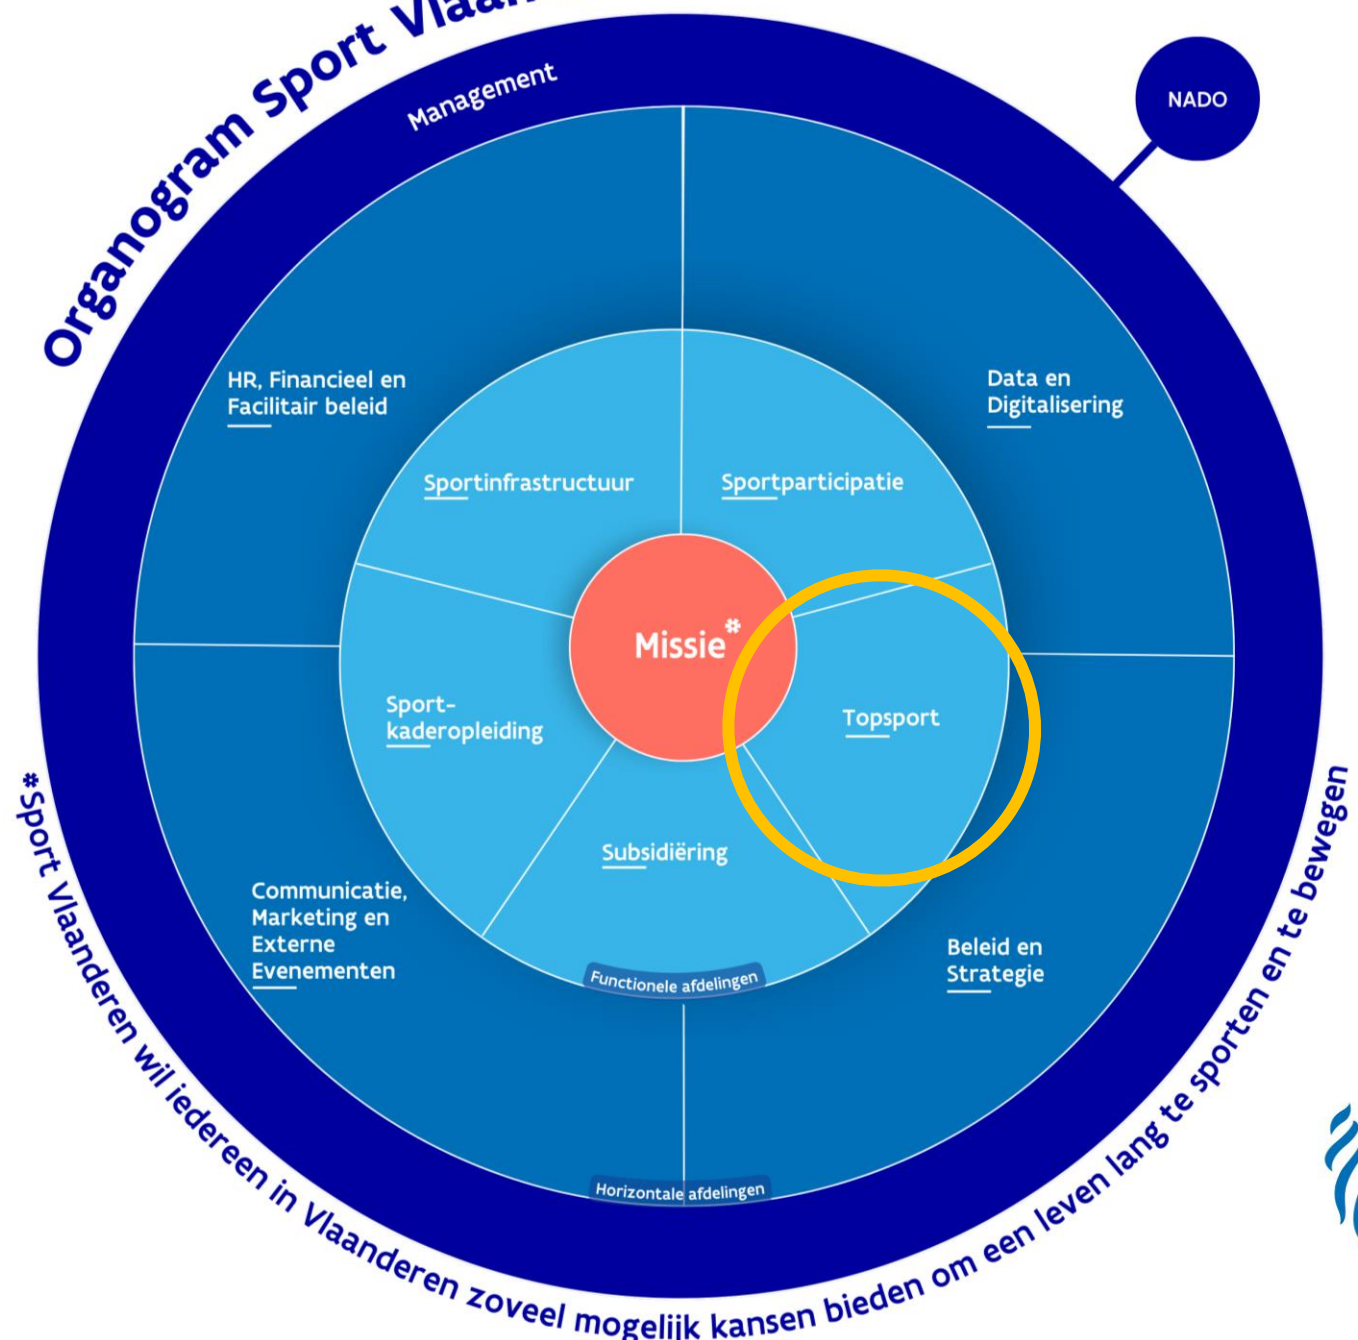 Organogram Sport
Management
NADO
HR, Financieel en
Facilitair beleid
Data en
Digitalisering
Sportinfrastructuur
Sportparticipatie
Missie*
Sport-
kaderopleiding
Topsport
Subsidiëring
Communicatie,
Marketing en
Externe
Evenementen
Beleid en
Strategie
Functionele afdelingen
Horizontale afdelingen
*Sport Vlaanderen wil iedereen in Vlaanderen zoveel mogelijk kansen bieden om een leven lang te sporten en te bewegen